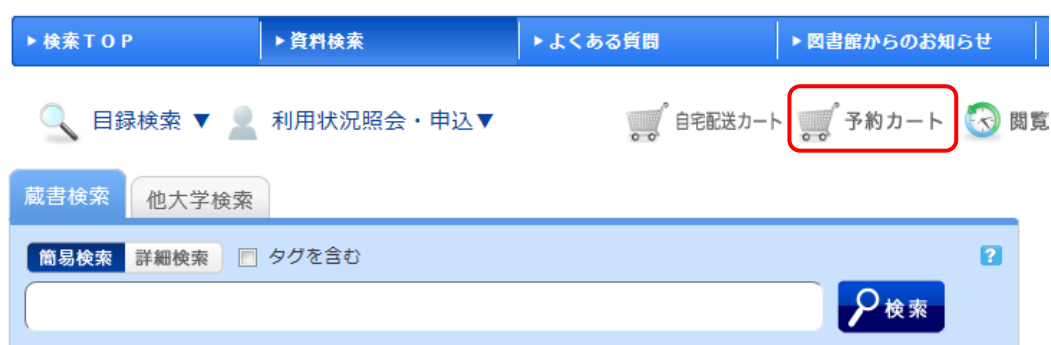 検索TOP 資料検索 よくある質問 図書館からのお知らせ
目録検索 ▼ 利用状況照会・申込▼ 自宅配送カート 予約カート 閲覧
蔵書検索 他大学検索
簡易検索 詳細検索 タグを含む ?
検索